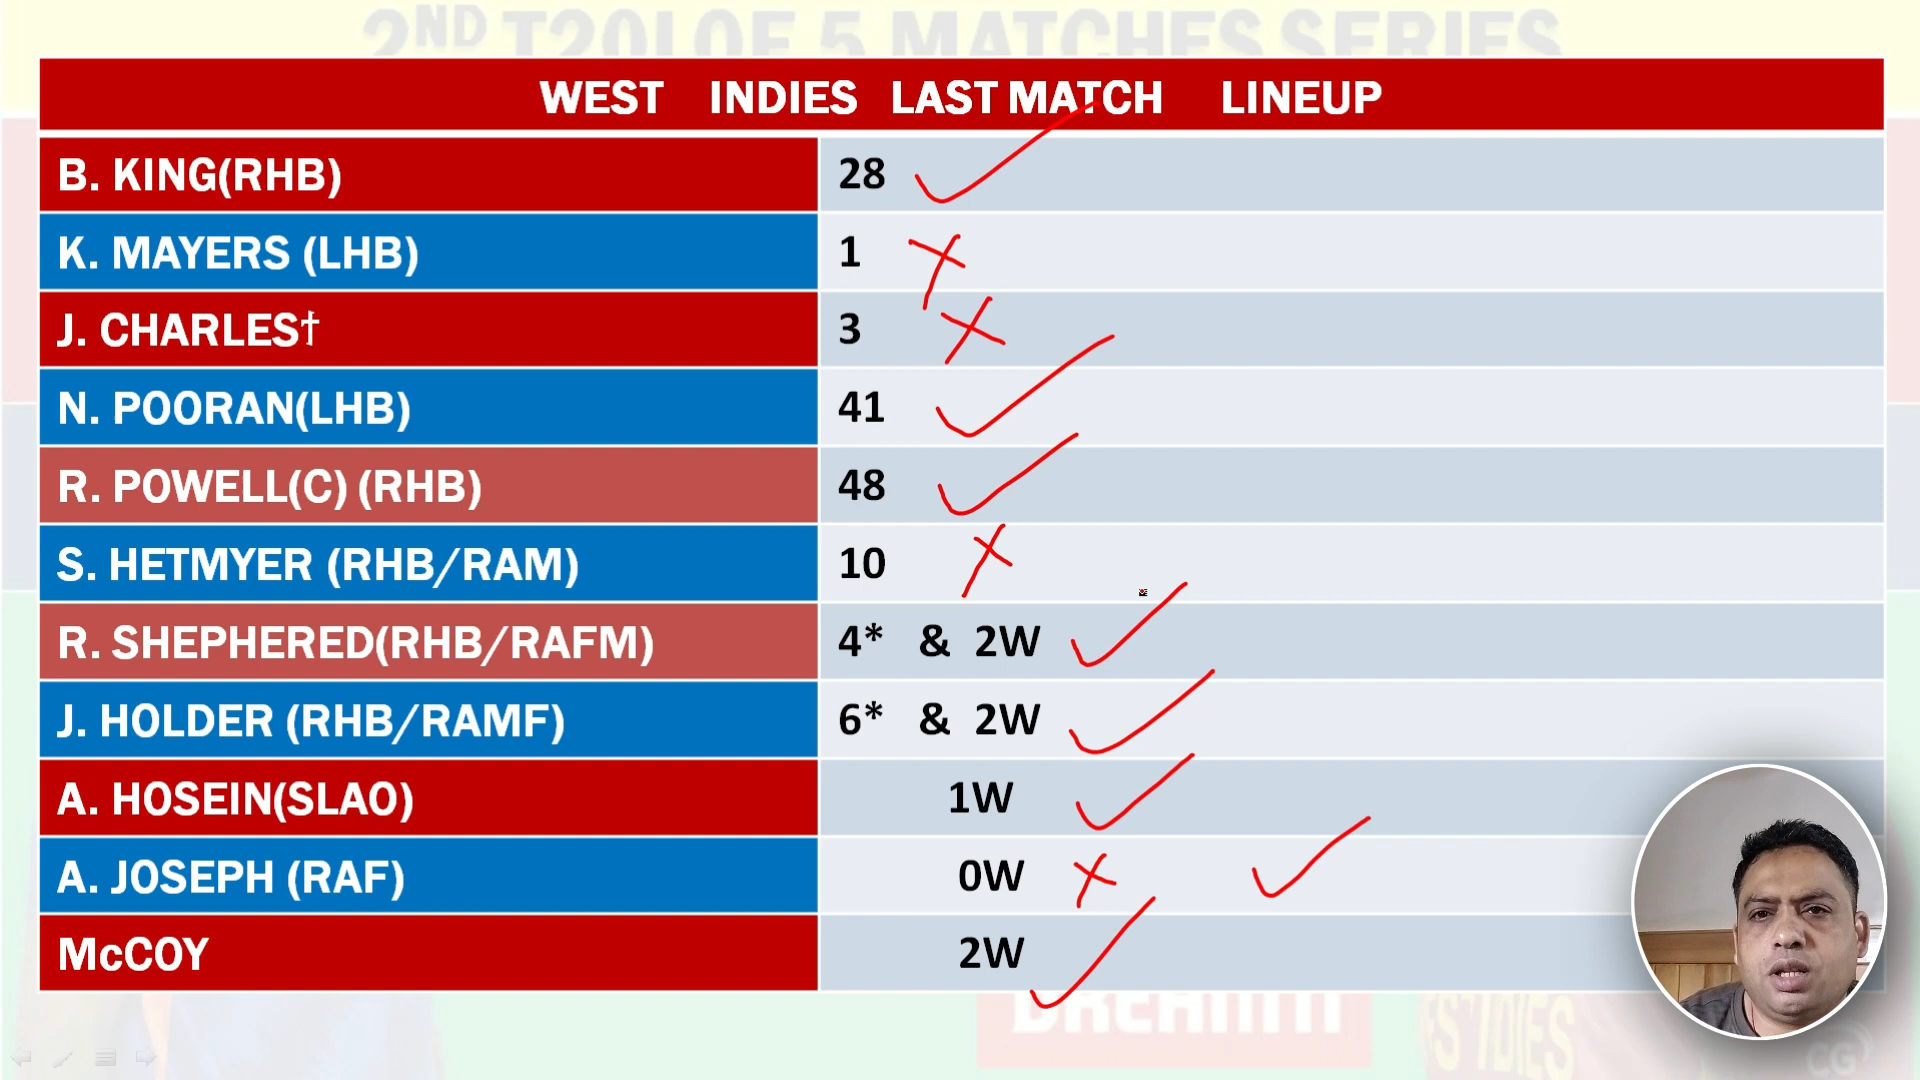 2ND T20I OF 5 MATCHES SERIES
WEST INDIES LAST MATCH LINEUP
B. KING(RHB) 28
K. MAYERS (LHB) 1
J. CHARLES† 3
N. POORAN(LHB) 41
R. POWELL(C) (RHB) 48
S. HETMYER (RHB/RAM) 10
R. SHEPHERED(RHB/RAFM) 4* & 2W
J. HOLDER (RHB/RAMF) 6* & 2W
A. HOSEIN(SLAO) 1W
A. JOSEPH (RAF) 0W
McCOY 2W
CG